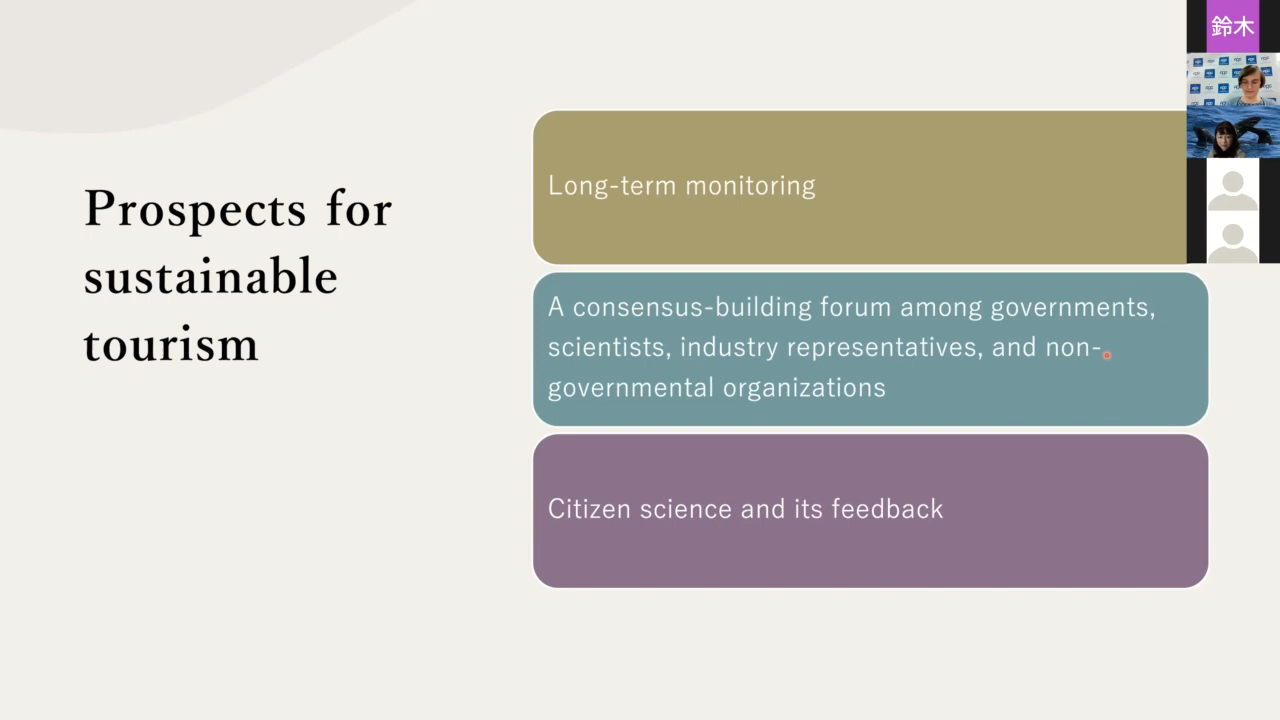 Prospects for
sustainable
tourism
Long-term monitoring
A consensus-building forum among governments,
scientists, industry representatives, and non-
governmental organizations
Citizen science and its feedback
鈴木